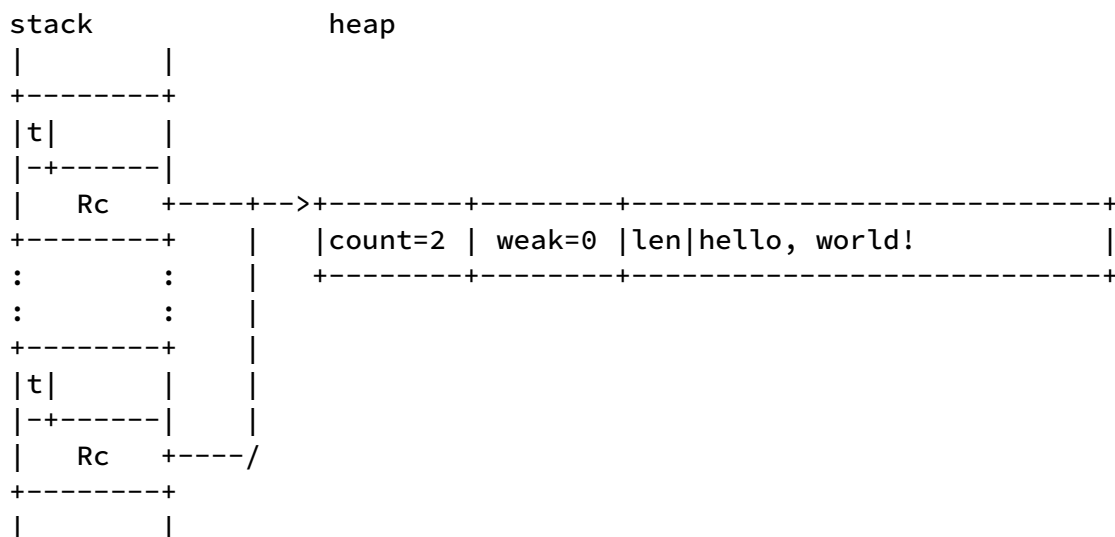 stack                heap
|        |
+--------+
|t|      |
|-+------|
|   Rc   +----+-->+--------+--------+---------------------------+
+--------+    |   |count=2 | weak=0 |len|hello, world!          |
:        :    |   +--------+--------+---------------------------+
:        :    |
+--------+    |
|t|      |    |
|-+------|    |
|   Rc   +----/
+--------+
|        |